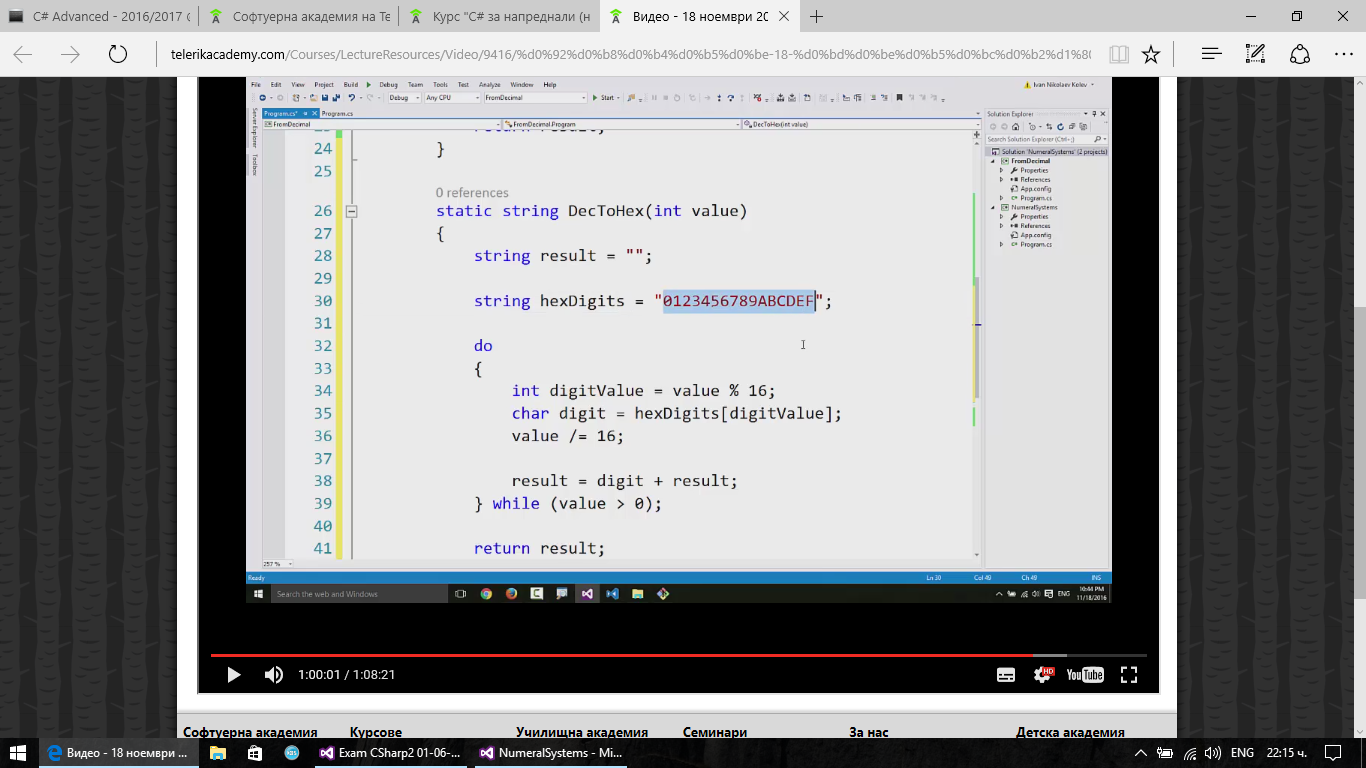 C# Advanced - 2016/2017
Софтуерна академия на Те
Курс "C# за напреднали (н
Видео - 18 ноември 20
telerikacademy.com/Courses/LectureResources/Video/9416/%d0%92%d0%b8%d0%b4%d0%b5%d0%be-18-%d0%bd%d0%be%d0%b5%d0%bc%d0%b2%d1%80
File Edit View Project Build Debug Team Tools Test Analyze Window Help
Ivan Nikolaev Kolev
Debug Any CPU FromDecimal Start
Program.cs* Program.cs
Solution Explorer
FromDecimal FromDecimal.Program DecToHex(int value)
Search Solution Explorer (Ctrl+;)
Server Explorer
Toolbox
Solution 'NumeralSystems' (2 projects)
FromDecimal
Properties
References
App.config
Program.cs
NumeralSystems
Properties
References
App.config
Program.cs
23 return result;
24 }
25
0 references
26 static string DecToHex(int value)
27 {
28 string result = "";
29
30 string hexDigits = "0123456789ABCDEF";
31
32 do
33 {
34 int digitValue = value % 16;
35 char digit = hexDigits[digitValue];
36 value /= 16;
37
38 result = digit + result;
39 } while (value > 0);
40
41 return result;
257 %
Ready Ln 30 Col 49 Ch 49 INS
Search the web and Windows
ENG
10:44 PM
11/18/2016
1:00:01 / 1:08:21
HD
YouTube
Софтуерна академия Курсове Училищна академия Семинари За нас Детска академия
Видео - 18 ноември ... Exam CSharp2 01-06-... NumeralSystems - Mi... ENG 22:15 ч.